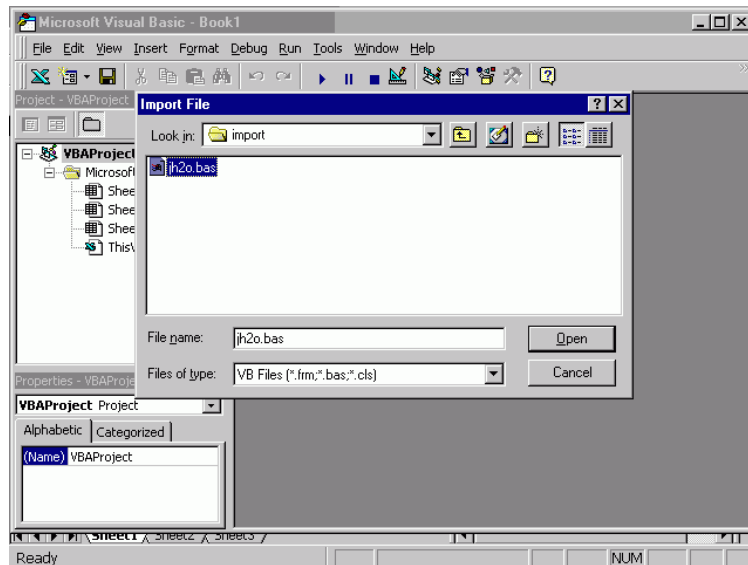 Microsoft Visual Basic - Book1
File Edit View Insert Format Debug Run Tools Window Help
Project - VBAProject
Import File
Look in: import
VBAProject
jh2o.bas
Microsoft
Shee
Shee
Shee
This
File name: jh2o.bas Open
Files of type: VB Files (*.frm;*.bas;*.cls) Cancel
Properties - VBAProje
VBAProject Project
Alphabetic Categorized
(Name) VBAProject
Sheet1 Sheet2 Sheet3
Ready NUM